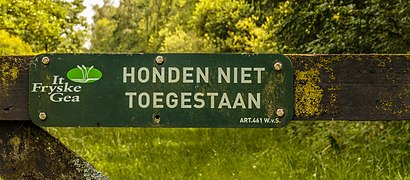 It
Fryske
Gea
HONDEN NIET
TOEGESTAAN
ART.461 W.v.S.